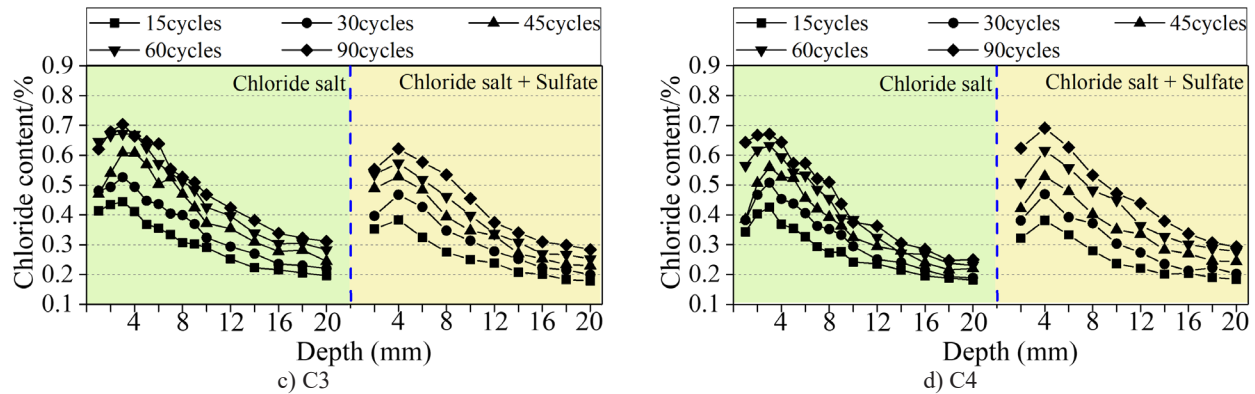 15cycles 30cycles 45cycles
60cycles 90cycles
Chloride salt Chloride salt + Sulfate
0.9
0.8
0.7
0.6
0.5
0.4
0.3
0.2
0.1
Chloride content/%
4 8 12 16 20 4 8 12 16 20
Depth (mm)
c) C3
15cycles 30cycles 45cycles
60cycles 90cycles
Chloride salt Chloride salt + Sulfate
0.9
0.8
0.7
0.6
0.5
0.4
0.3
0.2
0.1
Chloride content/%
4 8 12 16 20 4 8 12 16 20
Depth (mm)
d) C4